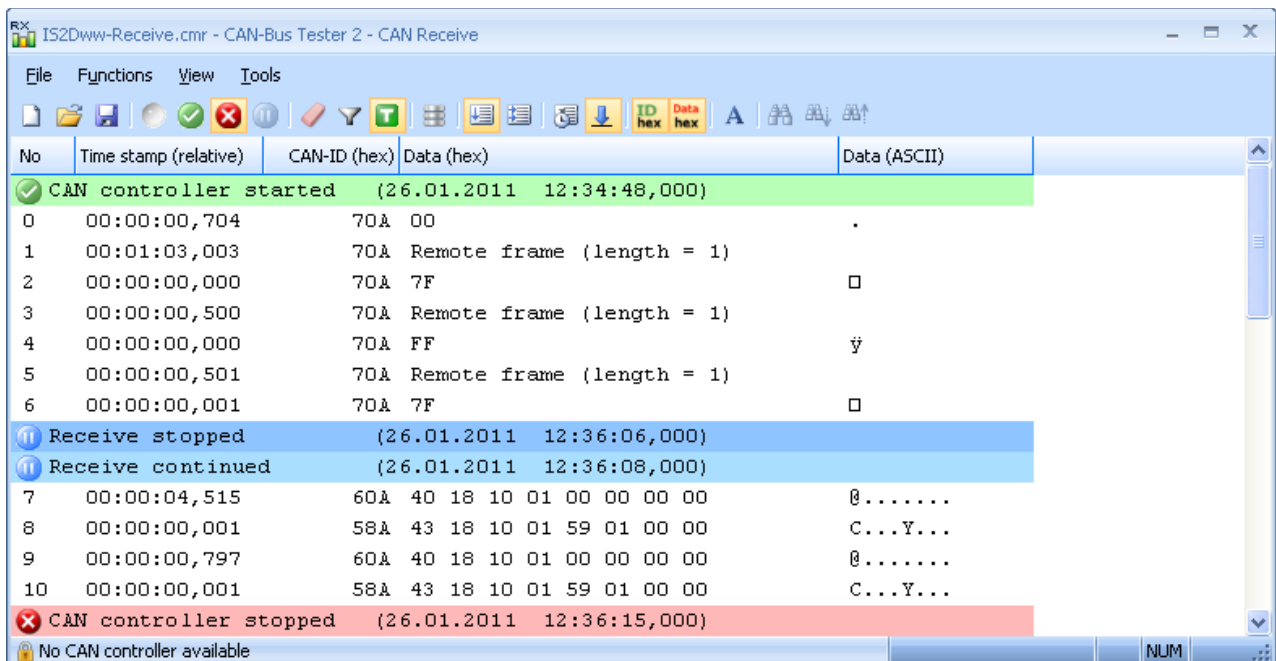 RX IS2Dww-Receive.cmr - CAN-Bus Tester 2 - CAN Receive
File Functions View Tools
T ID hex Data hex A
No Time stamp (relative) CAN-ID (hex) Data (hex) Data (ASCII)
CAN controller started (26.01.2011 12:34:48,000)
0 00:00:00,704 70A 00 .
1 00:01:03,003 70A Remote frame (length = 1)
2 00:00:00,000 70A 7F □
3 00:00:00,500 70A Remote frame (length = 1)
4 00:00:00,000 70A FF ÿ
5 00:00:00,501 70A Remote frame (length = 1)
6 00:00:00,001 70A 7F □
Receive stopped (26.01.2011 12:36:06,000)
Receive continued (26.01.2011 12:36:08,000)
7 00:00:04,515 60A 40 18 10 01 00 00 00 00 @.......
8 00:00:00,001 58A 43 18 10 01 59 01 00 00 C...Y...
9 00:00:00,797 60A 40 18 10 01 00 00 00 00 @.......
10 00:00:00,001 58A 43 18 10 01 59 01 00 00 C...Y...
CAN controller stopped (26.01.2011 12:36:15,000)
No CAN controller available NUM